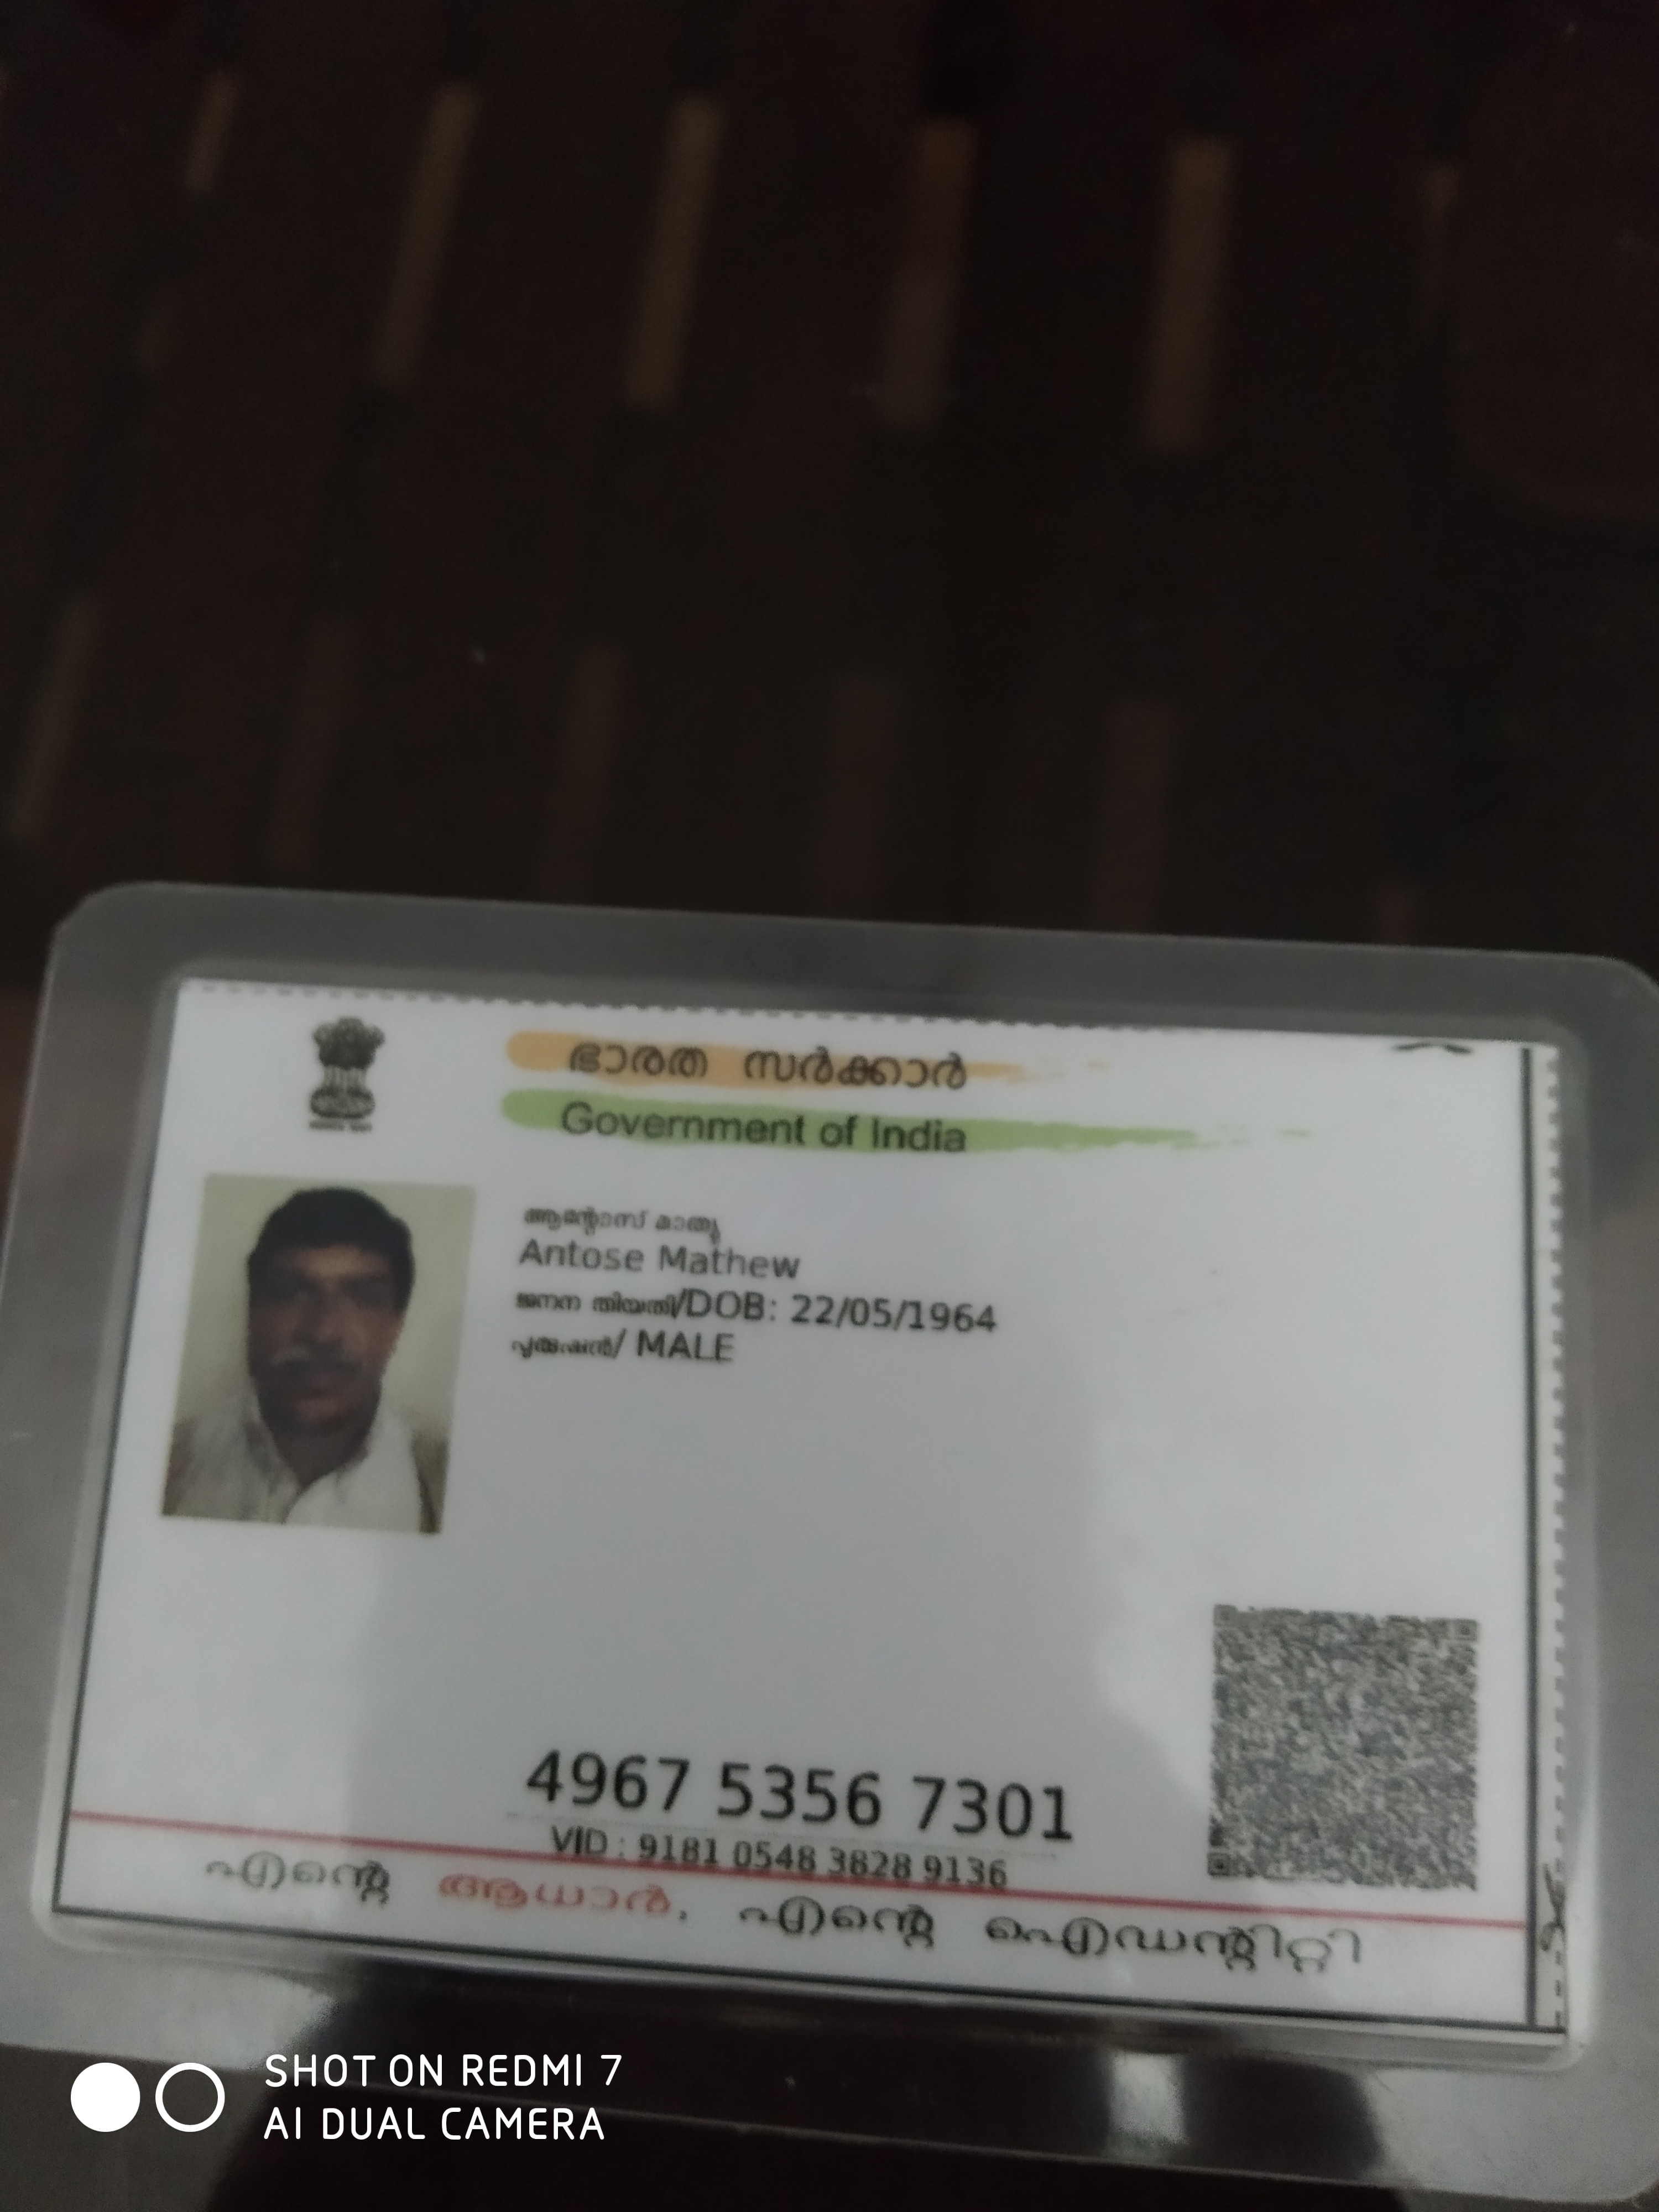 ഭാരത സർക്കാർ
Government of India
ആന്റോസ് മാത്യു
Antose Mathew
ജനന തിയതി/DOB: 22/05/1964
പുരുഷൻ/ MALE
4967 5356 7301
VID : 9181 0548 3828 9136
എന്റെ ആധാർ, എന്റെ ഐഡന്റിറ്റി
SHOT ON REDMI 7
AI DUAL CAMERA